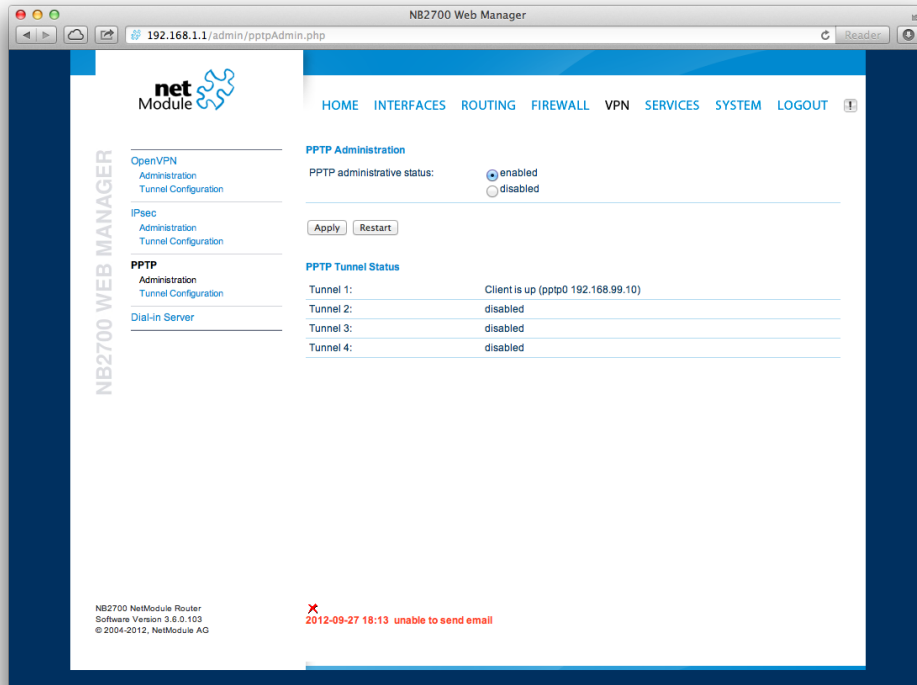 NB2700 Web Manager
192.168.1.1/admin/pptpAdmin.php
Reader
net
Module
HOME INTERFACES ROUTING FIREWALL VPN SERVICES SYSTEM LOGOUT
NB2700 WEB MANAGER
OpenVPN
Administration
Tunnel Configuration
IPsec
Administration
Tunnel Configuration
PPTP
Administration
Tunnel Configuration
Dial-in Server
PPTP Administration
PPTP administrative status: enabled
disabled
Apply Restart
PPTP Tunnel Status
Tunnel 1: Client is up (pptp0 192.168.99.10)
Tunnel 2: disabled
Tunnel 3: disabled
Tunnel 4: disabled
NB2700 NetModule Router
Software Version 3.6.0.103
© 2004-2012, NetModule AG
2012-09-27 18:13 unable to send email